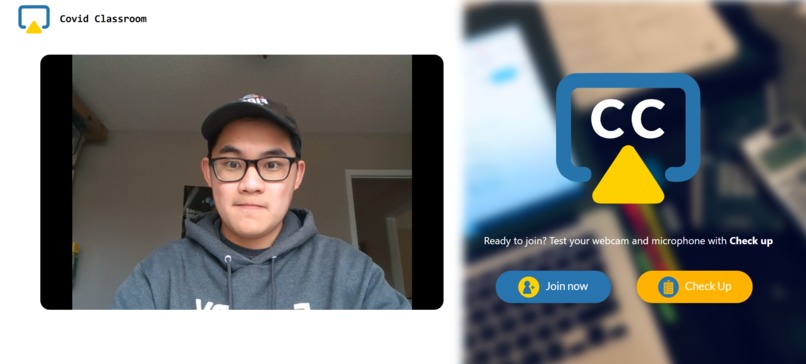 Covid Classroom
CC
Ready to join? Test your webcam and microphone with Check up
Join now
Check Up